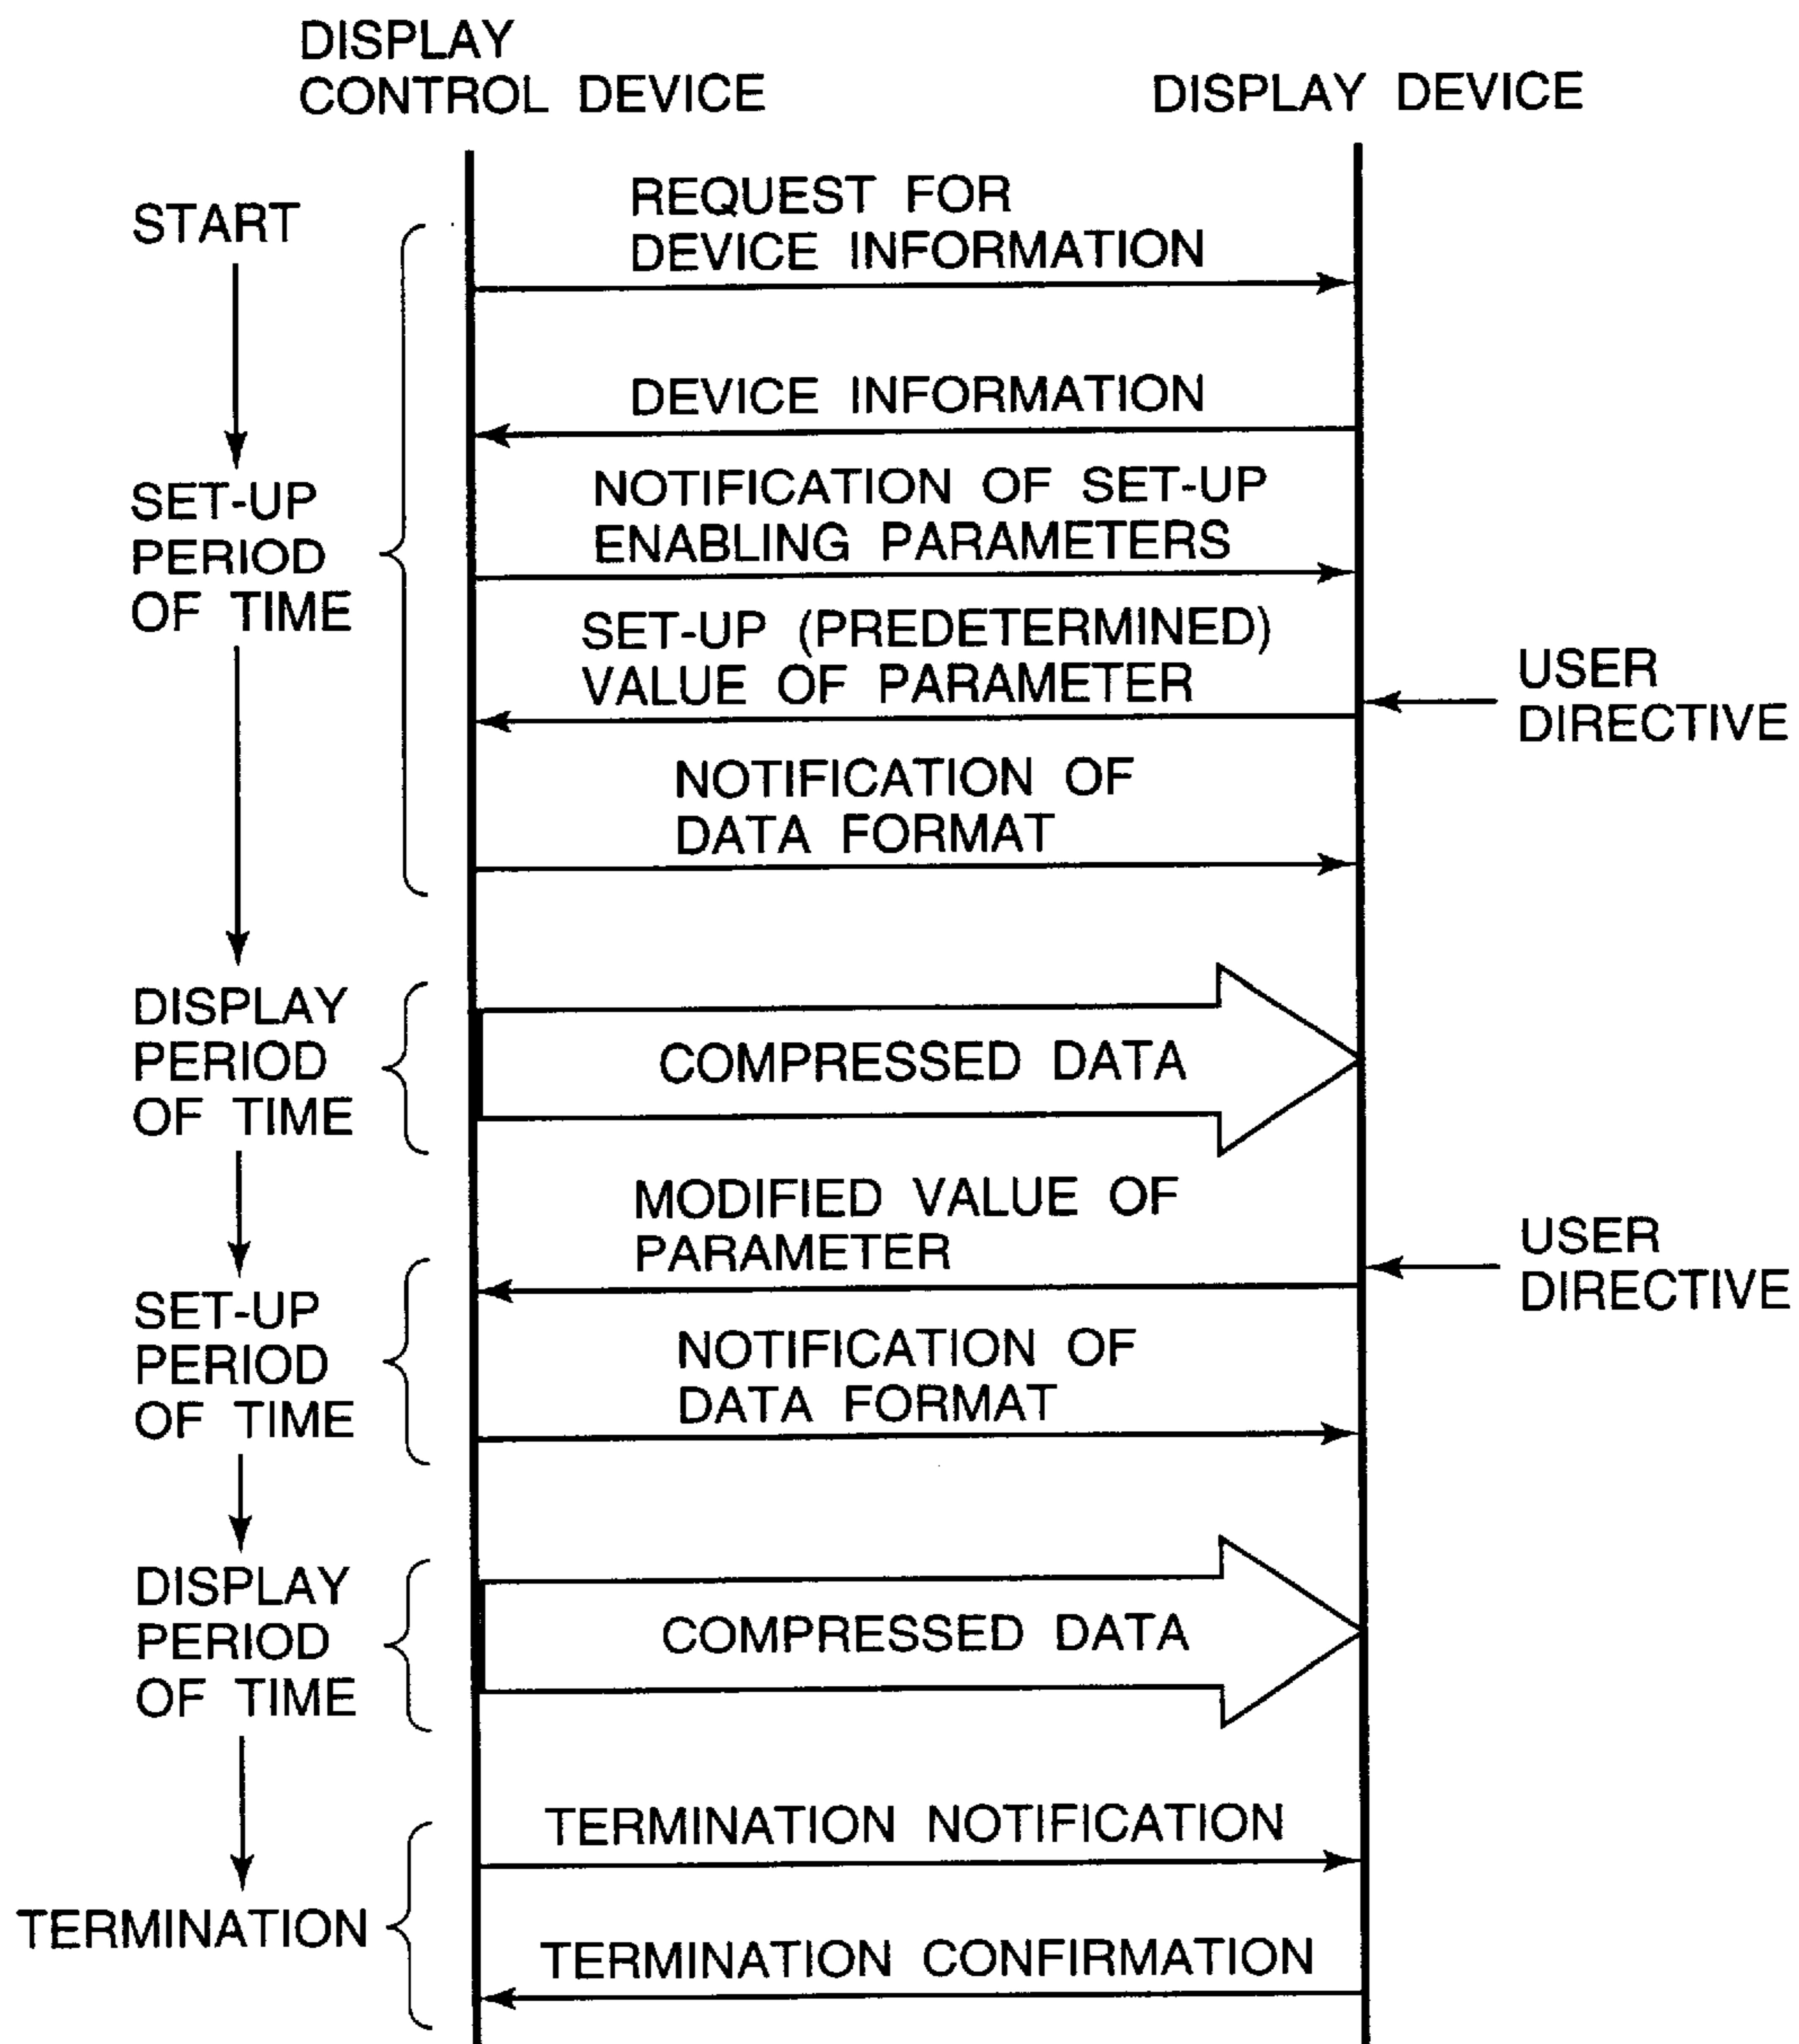 DISPLAY
CONTROL DEVICE
DISPLAY DEVICE
START
REQUEST FOR
DEVICE INFORMATION
DEVICE INFORMATION
SET-UP
PERIOD
OF TIME
NOTIFICATION OF SET-UP
ENABLING PARAMETERS
SET-UP (PREDETERMINED)
VALUE OF PARAMETER
USER
DIRECTIVE
NOTIFICATION OF
DATA FORMAT
DISPLAY
PERIOD
OF TIME
COMPRESSED DATA
MODIFIED VALUE OF
PARAMETER
USER
DIRECTIVE
SET-UP
PERIOD
OF TIME
NOTIFICATION OF
DATA FORMAT
DISPLAY
PERIOD
OF TIME
COMPRESSED DATA
TERMINATION NOTIFICATION
TERMINATION
TERMINATION CONFIRMATION